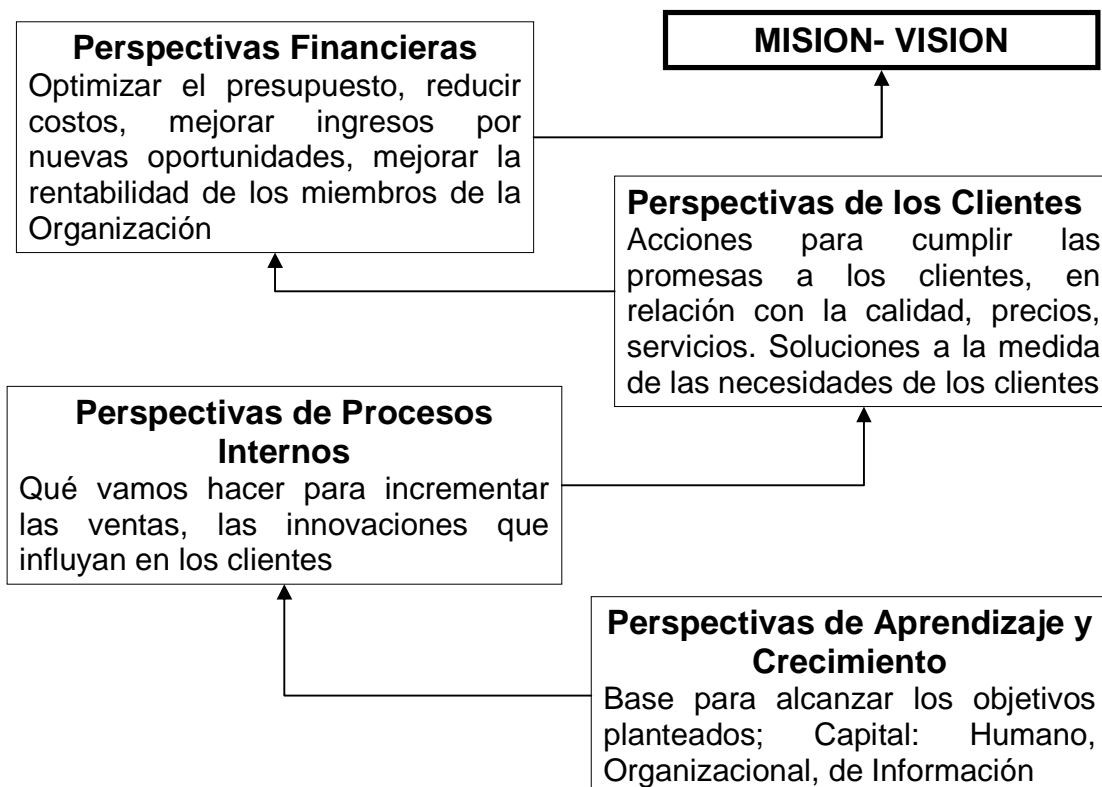 Perspectivas Financieras
Optimizar el presupuesto, reducir
costos, mejorar ingresos por
nuevas oportunidades, mejorar la
rentabilidad de los miembros de la
Organización
MISION- VISION
Perspectivas de los Clientes
Acciones para cumplir las
promesas a los clientes, en
relación con la calidad, precios,
servicios. Soluciones a la medida
de las necesidades de los clientes
Perspectivas de Procesos
Internos
Qué vamos hacer para incrementar
las ventas, las innovaciones que
influyan en los clientes
Perspectivas de Aprendizaje y
Crecimiento
Base para alcanzar los objetivos
planteados; Capital: Humano,
Organizacional, de Información